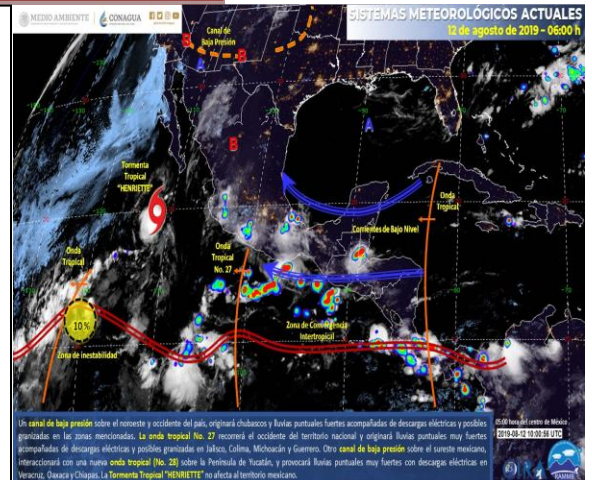 MEDIO AMBIENTE
CONAGUA
SISTEMAS METEOROLÓGICOS ACTUALES
12 de agosto de 2019 - 06:00 h
Canal de
Baja Presión
B
B
A
B
A
Tormenta
Tropical
"HENRIETTE"
Onda
Tropical
Corrientes de Bajo Nivel
Onda
Tropical
Onda
Tropical
No. 27
10 %
Zona de Convergencia
Intertropical
Zona de inestabilidad
Un canal de baja presión sobre el noroeste y occidente del país, originará chubascos y lluvias puntuales fuertes acompañadas de descargas eléctricas y posibles
granizadas en las zonas mencionadas. La onda tropical No. 27 recorrerá el occidente del territorio nacional y originará lluvias puntuales muy fuertes
acompañadas de descargas eléctricas y posibles granizadas en Jalisco, Colima, Michoacán y Guerrero. Otro canal de baja presión sobre el sureste mexicano,
interaccionará con una nueva onda tropical (No. 28) sobre la Península de Yucatán, y provocará lluvias puntuales muy fuertes con descargas eléctricas en
Veracruz, Oaxaca y Chiapas. La Tormenta Tropical "HENRIETTE" no afecta al territorio mexicano.
05:00 hora del centro de México
2019-08-12 10:00:56 UTC
RAMMB